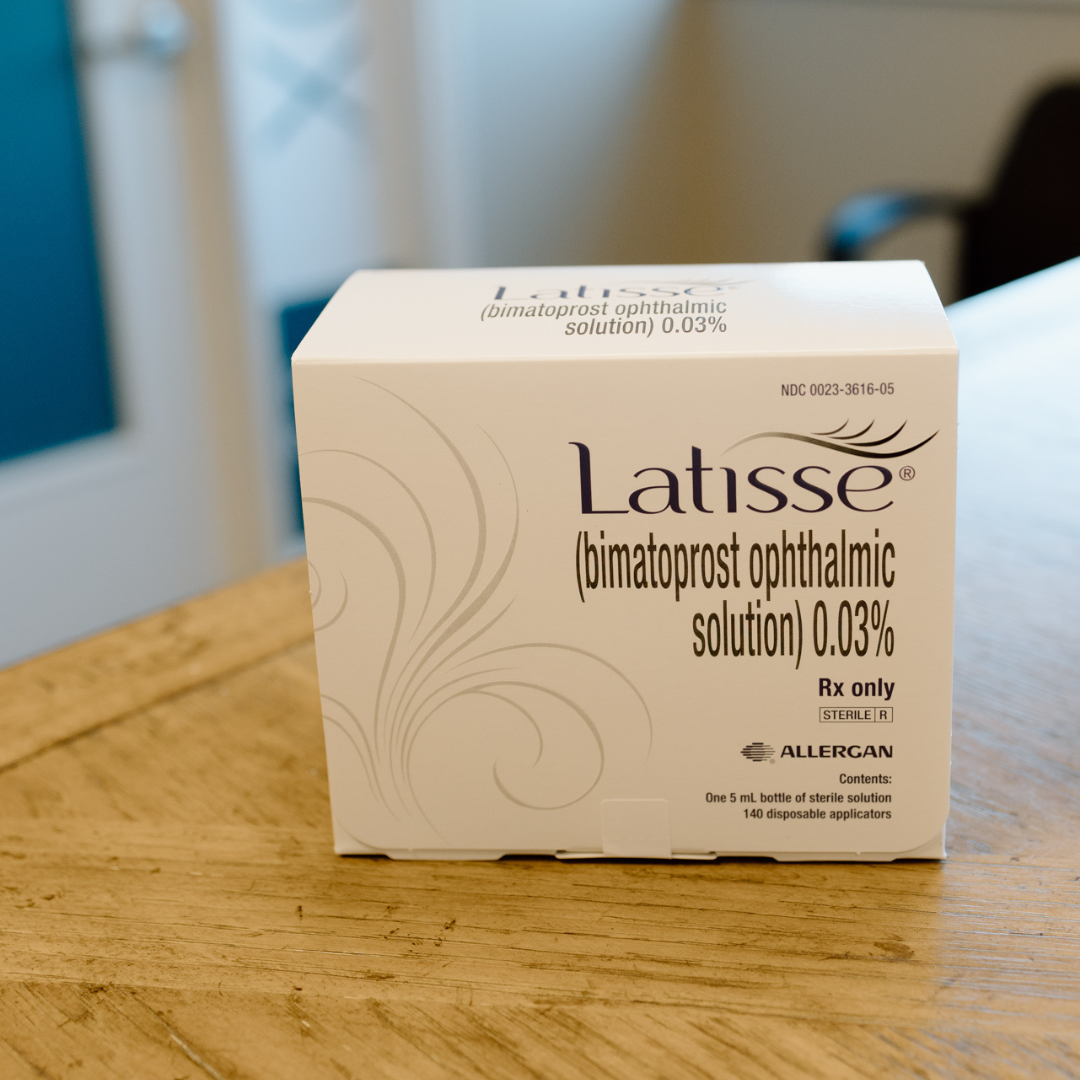 Latisse®
(bimatoprost ophthalmic
solution) 0.03%
NDC 0023-3616-05
Latisse®
(bimatoprost ophthalmic
solution) 0.03%
Rx only
STERILE R
ALLERGAN
Contents:
One 5 mL bottle of sterile solution
140 disposable applicators